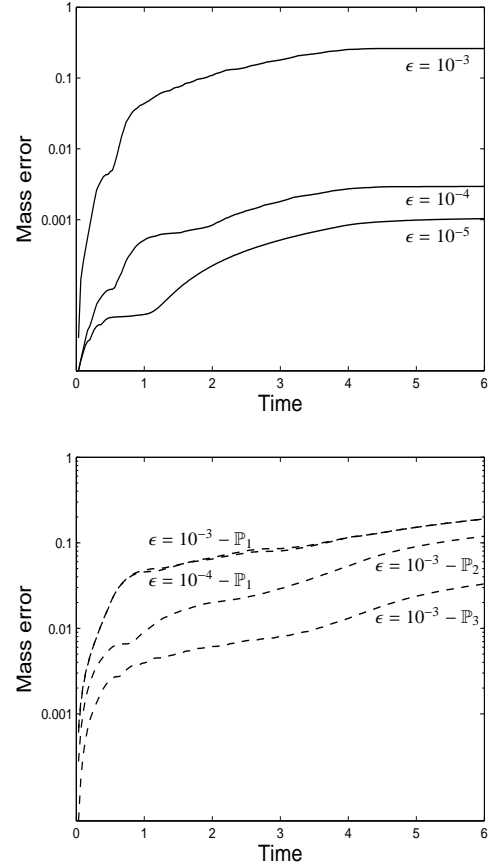 1
0.1
0.01
0.001
Mass error
ϵ = 10⁻³
ϵ = 10⁻⁴
ϵ = 10⁻⁵
0 1 2 3 4 5 6
Time
1
0.1
0.01
0.001
Mass error
ϵ = 10⁻³ − ℙ₁
ϵ = 10⁻⁴ − ℙ₁
ϵ = 10⁻³ − ℙ₂
ϵ = 10⁻³ − ℙ₃
0 1 2 3 4 5 6
Time